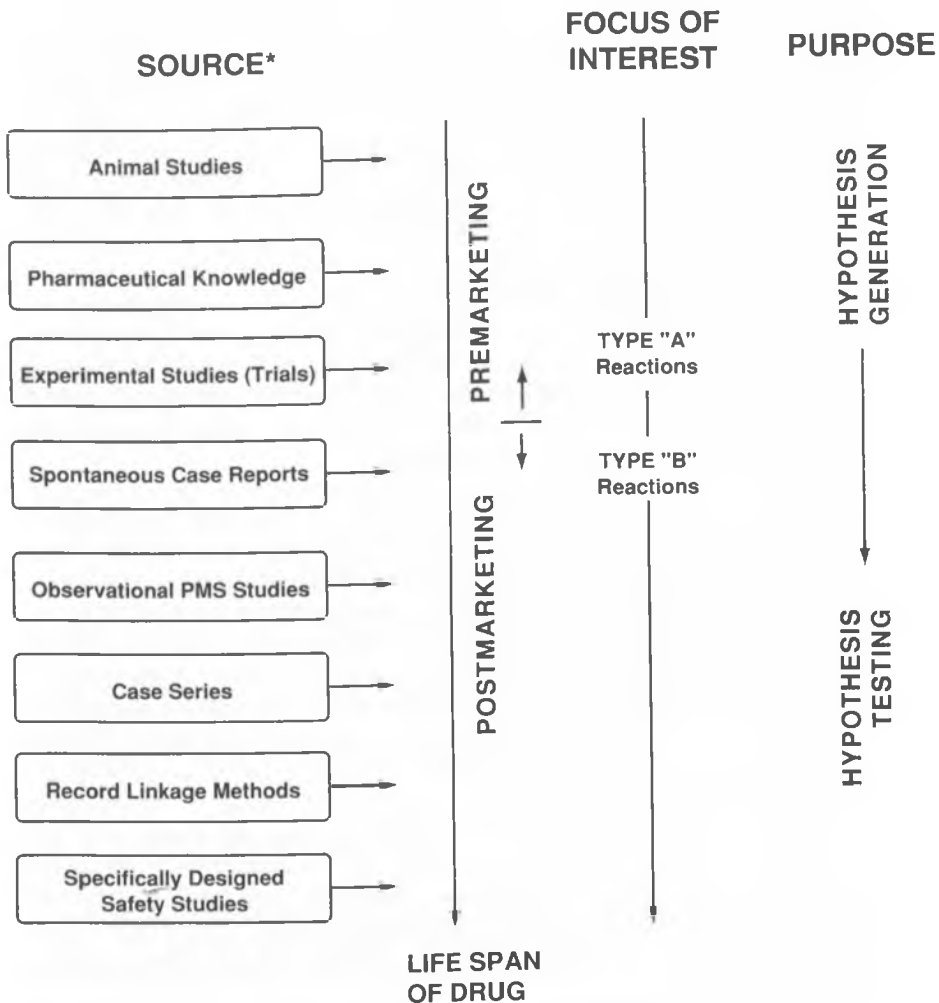 SOURCE*
FOCUS OF
INTEREST
PURPOSE
Animal Studies
Pharmaceutical Knowledge
Experimental Studies (Trials)
Spontaneous Case Reports
Observational PMS Studies
Case Series
Record Linkage Methods
Specifically Designed
Safety Studies
PREMARKETING
POSTMARKETING
LIFE SPAN
OF DRUG
TYPE "A"
Reactions
TYPE "B"
Reactions
HYPOTHESIS
GENERATION
HYPOTHESIS
TESTING